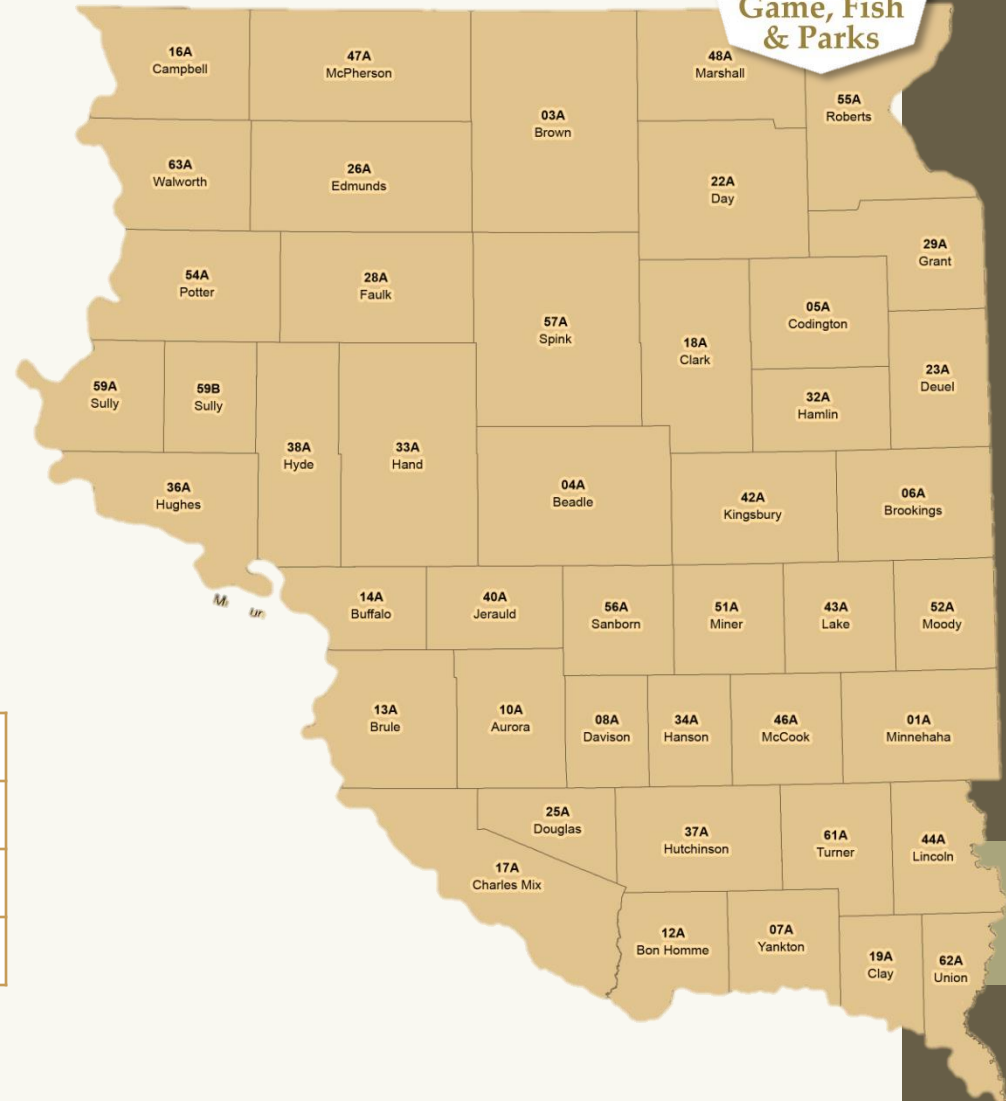 Game, Fish
& Parks
16A
Campbell
47A
McPherson
03A
Brown
48A
Marshall
55A
Roberts
63A
Walworth
26A
Edmunds
22A
Day
29A
Grant
54A
Potter
28A
Faulk
57A
Spink
05A
Codington
18A
Clark
23A
Deuel
59A
Sully
59B
Sully
32A
Hamlin
38A
Hyde
33A
Hand
36A
Hughes
04A
Beadle
42A
Kingsbury
06A
Brookings
14A
Buffalo
40A
Jerauld
56A
Sanborn
51A
Miner
43A
Lake
52A
Moody
13A
Brule
10A
Aurora
08A
Davison
34A
Hanson
46A
McCook
01A
Minnehaha
25A
Douglas
37A
Hutchinson
61A
Turner
44A
Lincoln
17A
Charles Mix
12A
Bon Homme
07A
Yankton
19A
Clay
62A
Union